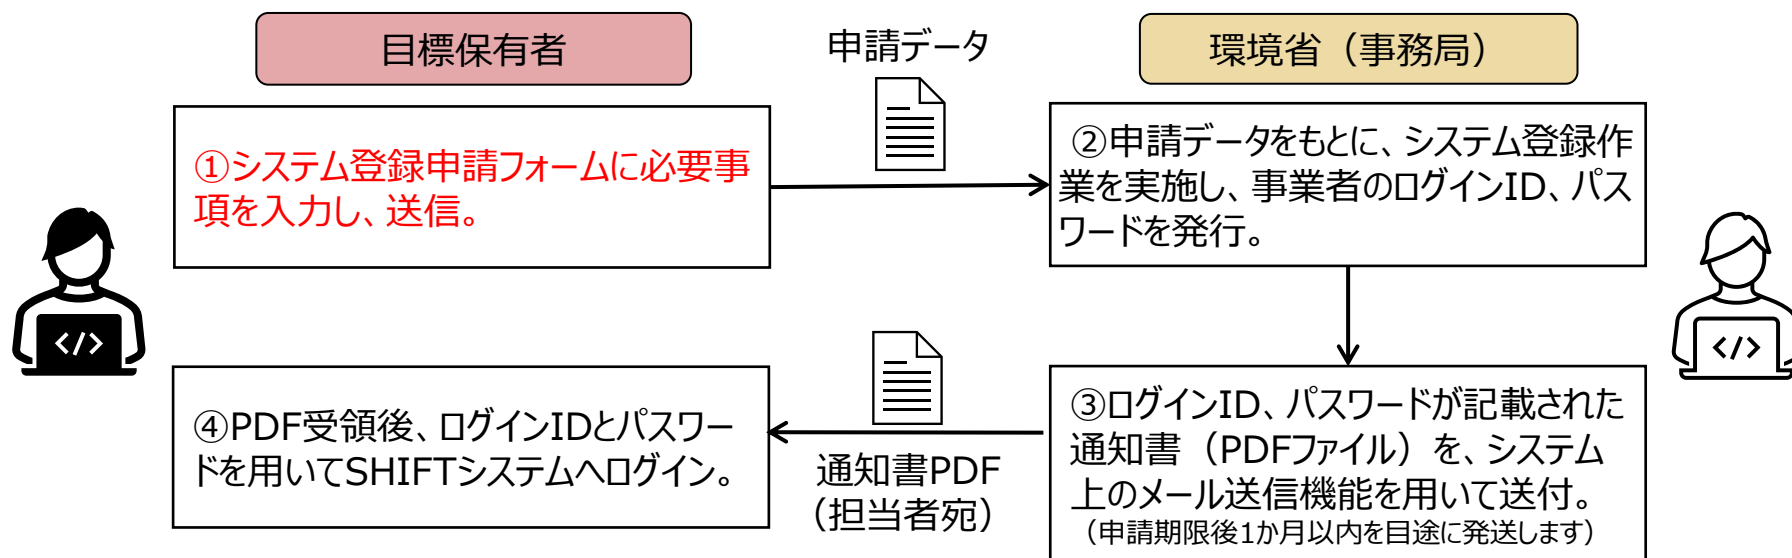 目標保有者
申請データ
環境省（事務局）
①システム登録申請フォームに必要事
項を入力し、送信。
②申請データをもとに、システム登録作
業を実施し、事業者のログインID、パス
ワードを発行。
</>
</>
③ログインID、パスワードが記載された
通知書（PDFファイル）を、システム
上のメール送信機能を用いて送付。
（申請期限後1か月以内を目途に発送します）
通知書PDF
（担当者宛）
④PDF受領後、ログインIDとパスワー
ドを用いてSHIFTシステムへログイン。